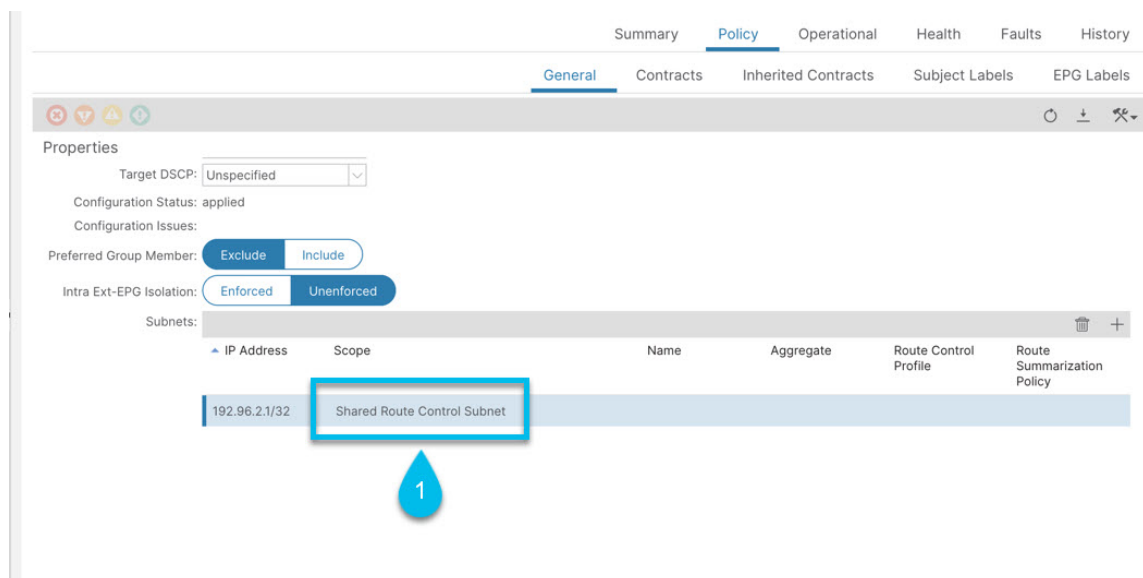 Summary Policy Operational Health Faults History
General Contracts Inherited Contracts Subject Labels EPG Labels
Properties
Target DSCP: Unspecified
Configuration Status: applied
Configuration Issues:
Preferred Group Member: Exclude Include
Intra Ext-EPG Isolation: Enforced Unenforced
Subnets:
IP Address Scope Name Aggregate Route Control Profile Route Summarization Policy
192.96.2.1/32 Shared Route Control Subnet
1